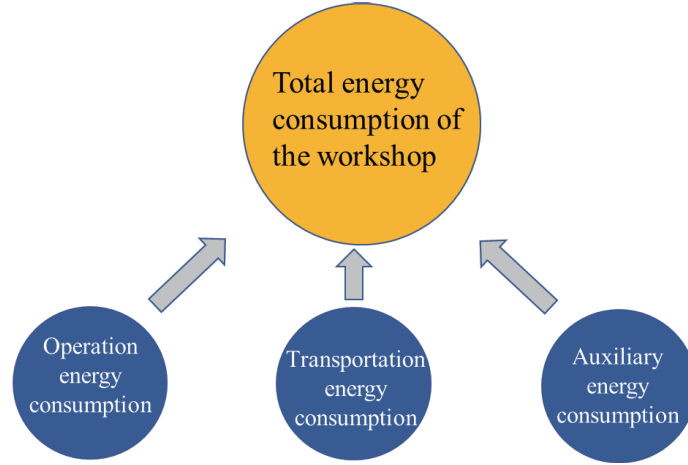 Total energy
consumption of
the workshop
Operation
energy
consumption
Transportation
energy
consumption
Auxiliary
energy
consumption